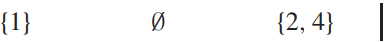 {1} Ø {2, 4}